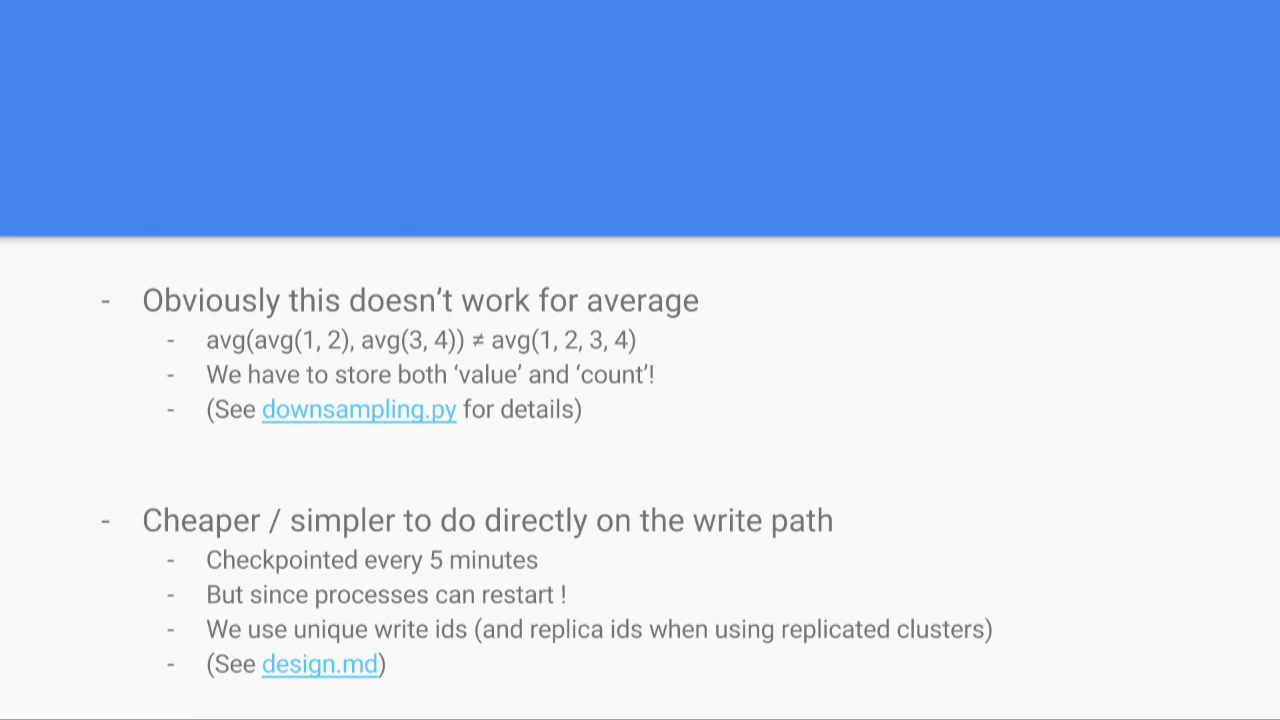 - Obviously this doesn’t work for average
- avg(avg(1, 2), avg(3, 4)) ≠ avg(1, 2, 3, 4)
- We have to store both ‘value’ and ‘count’!
- (See downsampling.py for details)
- Cheaper / simpler to do directly on the write path
- Checkpointed every 5 minutes
- But since processes can restart !
- We use unique write ids (and replica ids when using replicated clusters)
- (See design.md)